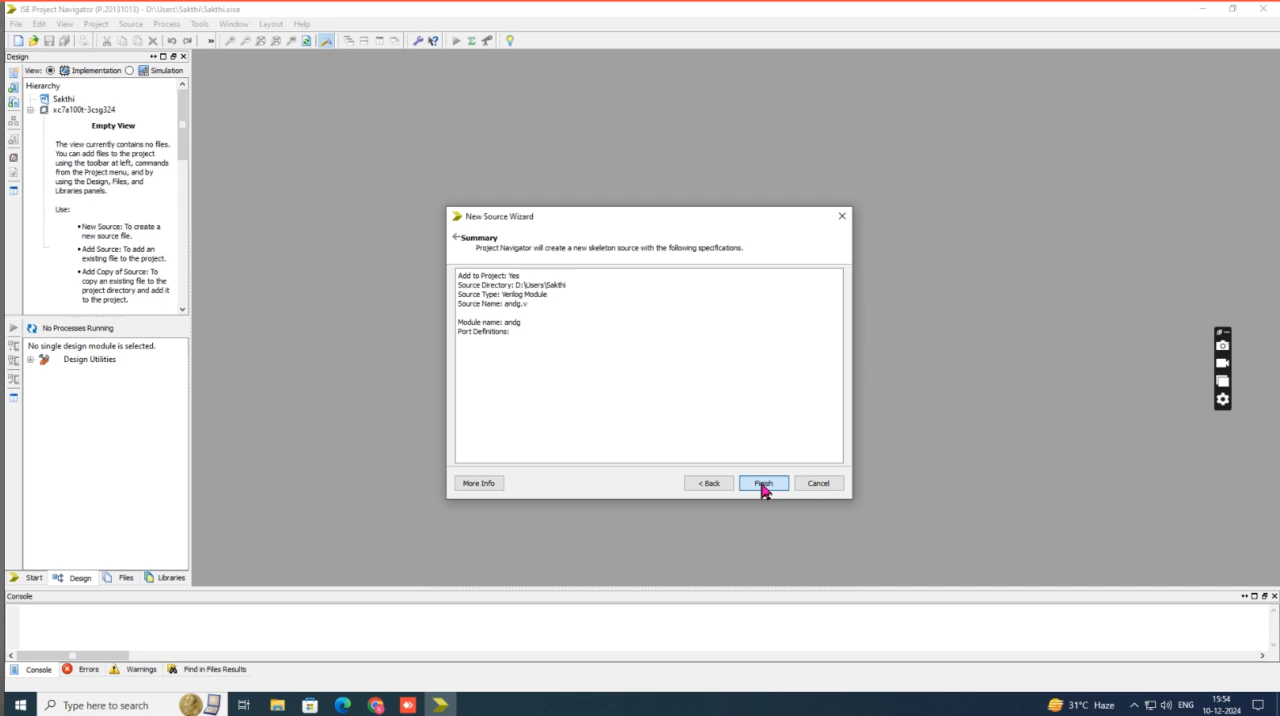 ISE Project Navigator (P.20131013) - D:\Users\Sakthi\Sakthi.xise
File Edit View Project Source Process Tools Window Layout Help
Design
View: Implementation Simulation
Hierarchy
Sakthi
xc7a100t-3csg324
Empty View
The view currently contains no files.
You can add files to the project
using the toolbar at left, commands
from the Project menu, and by
using the Design, Files, and
Libraries panels.
Use:
• New Source: To create a
new source file.
• Add Source: To add an
existing file to the project.
• Add Copy of Source: To
copy an existing file to the
project directory and add it
to the project.
No Processes Running
No single design module is selected.
Design Utilities
Start Design Files Libraries
New Source Wizard
Summary
Project Navigator will create a new skeleton source with the following specifications.
Add to Project: Yes
Source Directory: D:\Users\Sakthi
Source Type: Verilog Module
Source Name: andg.v
Module name: andg
Port Definitions:
More Info < Back Finish Cancel
Console
Console Errors Warnings Find in Files Results
Type here to search
31°C Haze ENG
15:54
10-12-2024